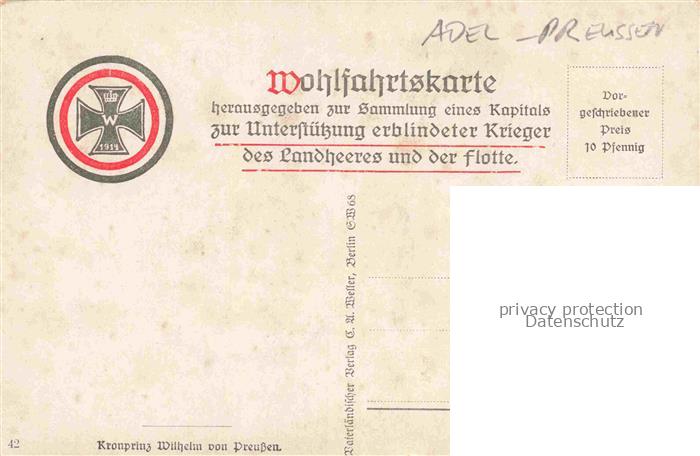 ADEL - PREUSSEN
W
1914
Wohlfahrtskarte
herausgegeben zur Sammlung eines Kapitals
zur Unterstützung erblindeter Krieger
des Landheeres und der Flotte.
Vor-
geschriebener
Preis
10 Pfennig
Vaterländischer Verlag C. A. Weller, Berlin SW 68
privacy protection
Datenschutz
42
Kronprinz Wilhelm von Preußen.